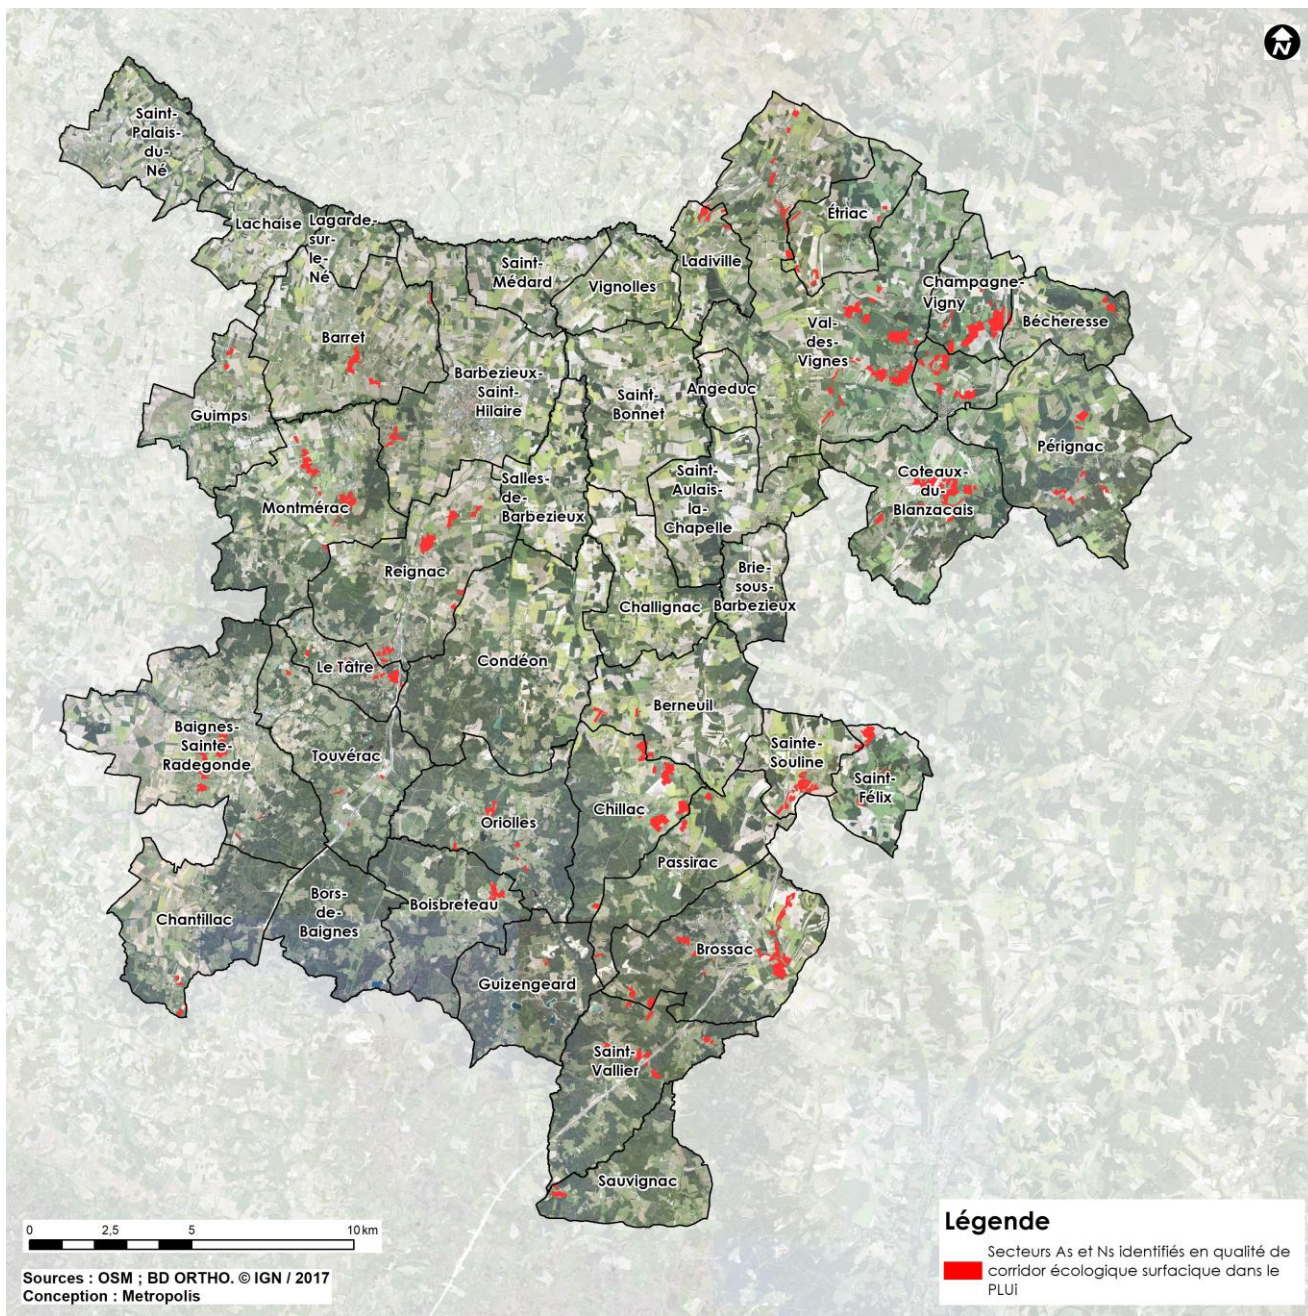 N
Saint-
Palais-
du-
Né
Lachaise
Lagarde-
sur-
le-
Né
Saint-
Médard
Vignolles
Ladiville
Étriac
Champagne-
Vigny
Bécheresse
Val-
des-
Vignes
Barret
Barbezieux-
Saint-
Hilaire
Saint-
Bonnet
Angeduc
Guimps
Pérignac
Montmérac
Salles-
de-
Barbezieux
Saint-
Aulais-
la-
Chapelle
Coteaux-
du-
Blanzacais
Reignac
Brie-
sous-
Barbezieux
Challignac
Le Tâtre
Condéon
Berneuil
Baignes-
Sainte-
Radegonde
Touvérac
Sainte-
Souline
Saint-
Félix
Chillac
Oriolles
Passirac
Chantillac
Bors-
de-
Baignes
Boisbreteau
Brossac
Guizengeard
Saint-
Vallier
Sauvignac
0 2,5 5 10 km
Sources : OSM ; BD ORTHO. © IGN / 2017
Conception : Metropolis
Légende
Secteurs As et Ns identifiés en qualité de
corridor écologique surfacique dans le
PLUi